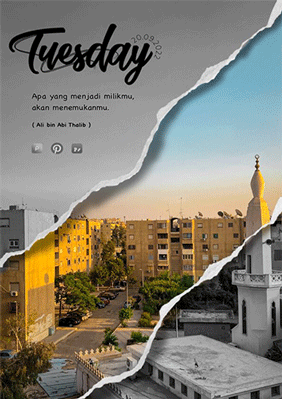 Tuesday
20.09.2022
Apa yang menjadi milikmu,
akan menemukanmu.
( Ali bin Abi Thalib )